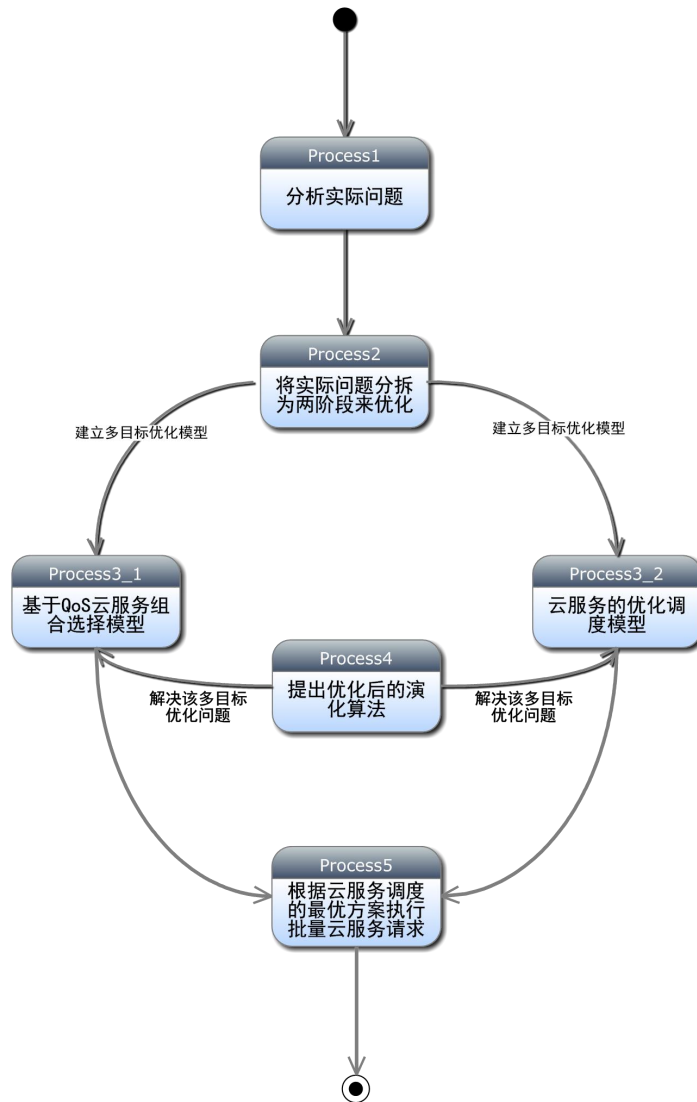 Process1
分析实际问题
Process2
将实际问题分拆
为两阶段来优化
建立多目标优化模型
建立多目标优化模型
Process3_1
基于QoS云服务组
合选择模型
Process3_2
云服务的优化调
度模型
Process4
提出优化后的演
化算法
解决该多目标
优化问题
解决该多目标
优化问题
Process5
根据云服务调度
的最优方案执行
批量云服务请求